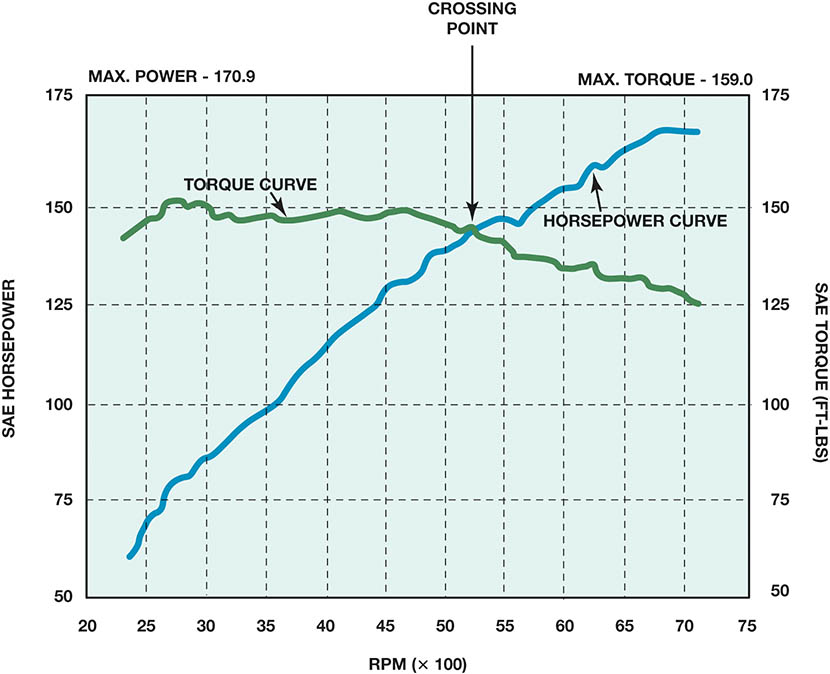 CROSSING
POINT
MAX. POWER - 170.9
MAX. TORQUE - 159.0
175
175
TORQUE CURVE
150
150
HORSEPOWER CURVE
125
125
100
100
75
75
50
50
SAE HORSEPOWER
SAE TORQUE (FT-LBS)
20 25 30 35 40 45 50 55 60 65 70 75
RPM (× 100)